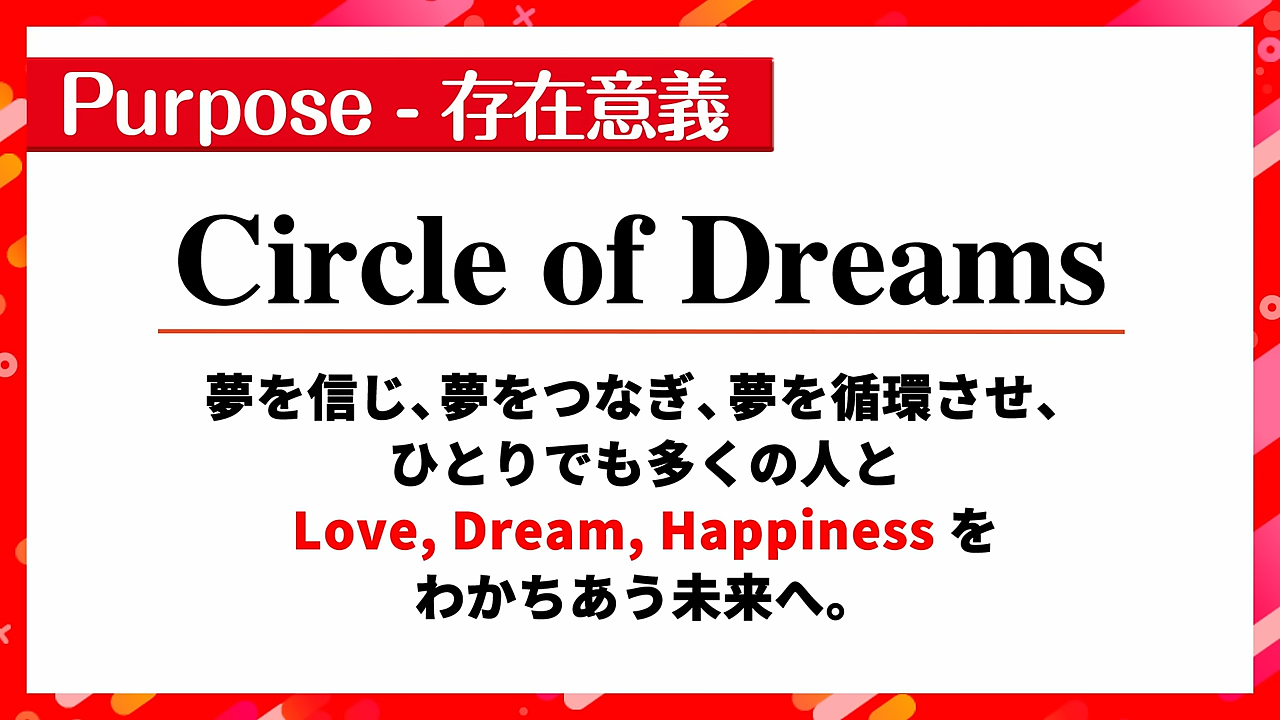 Purpose - 存在意義
Circle of Dreams
夢を信じ、夢をつなぎ、夢を循環させ、
ひとりでも多くの人と
Love, Dream, Happiness を
わかちあう未来へ。